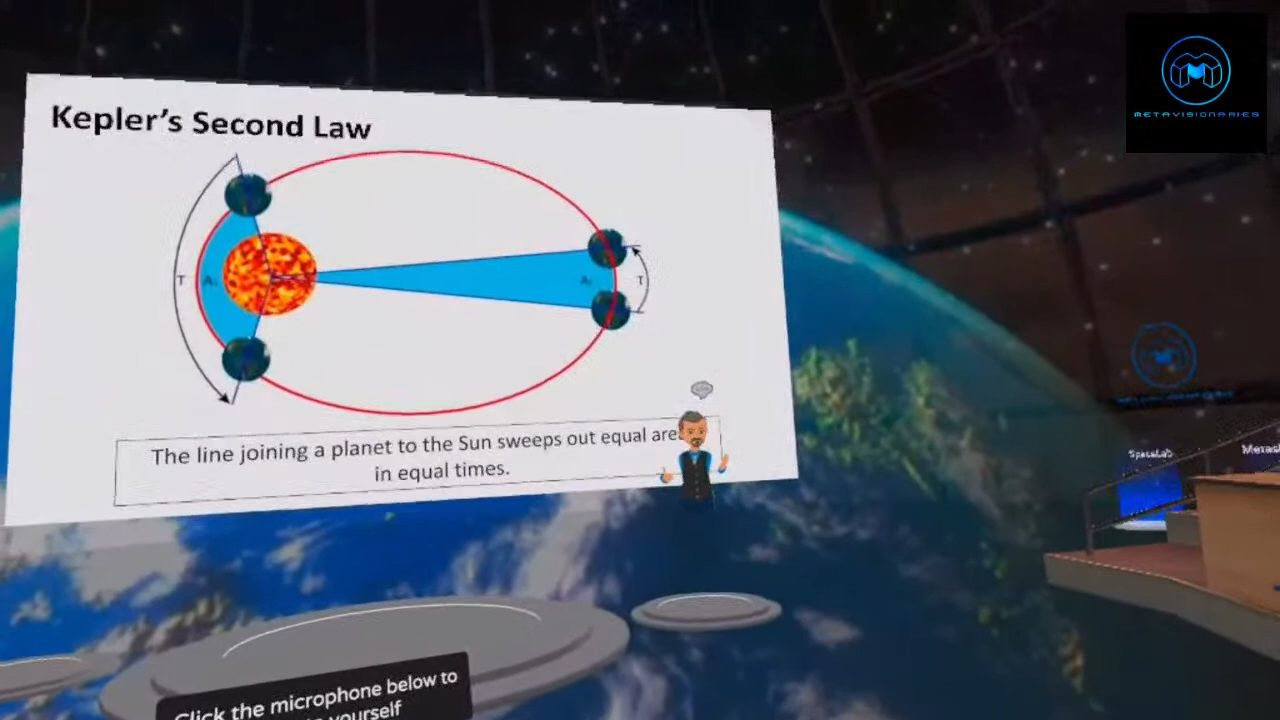 METAVISIONARIES
Kepler's Second Law
T
A₁
A₂
T
The line joining a planet to the Sun sweeps out equal are
in equal times.
SpaceLab
Click the microphone below to
yourself